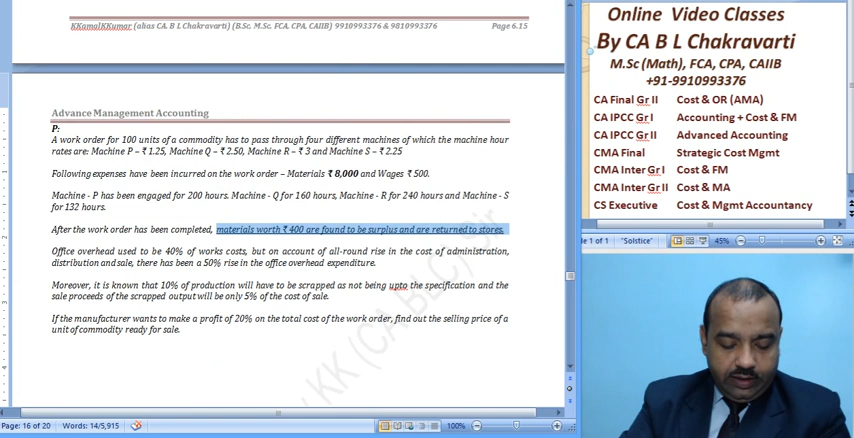 KKamalKKumar (alias CA. B L Chakravarti) (B.Sc. M.Sc. FCA, CPA, CAIIB) 9910993376 & 9810993376 Page 6.15
Advance Management Accounting
P:
A work order for 100 units of a commodity has to pass through four different machines of which the machine hour
rates are: Machine P – ₹ 1.25, Machine Q – ₹ 2.50, Machine R – ₹ 3 and Machine S – ₹ 2.25
Following expenses have been incurred on the work order – Materials ₹ 8,000 and Wages ₹ 500.
Machine - P has been engaged for 200 hours. Machine - Q for 160 hours, Machine - R for 240 hours and Machine - S
for 132 hours.
After the work order has been completed, materials worth ₹ 400 are found to be surplus and are returned to stores.
Office overhead used to be 40% of works costs, but on account of all-round rise in the cost of administration,
distribution and sale, there has been a 50% rise in the office overhead expenditure.
Moreover, it is known that 10% of production will have to be scrapped as not being upto the specification and the
sale proceeds of the scrapped output will be only 5% of the cost of sale.
If the manufacturer wants to make a profit of 20% on the total cost of the work order, find out the selling price of a
unit of commodity ready for sale.
KK (CA BLC) Sir
Page: 16 of 20 Words: 14/5,915 100%
Online Video Classes
By CA B L Chakravarti
M.Sc (Math), FCA, CPA, CAIIB
+91-9910993376
CA Final Gr II Cost & OR (AMA)
CA IPCC Gr I Accounting + Cost & FM
CA IPCC Gr II Advanced Accounting
CMA Final Strategic Cost Mgmt
CMA Inter Gr I Cost & FM
CMA Inter Gr II Cost & MA
CS Executive Cost & Mgmt Accountancy
de 1 of 1 "Solstice" 45%